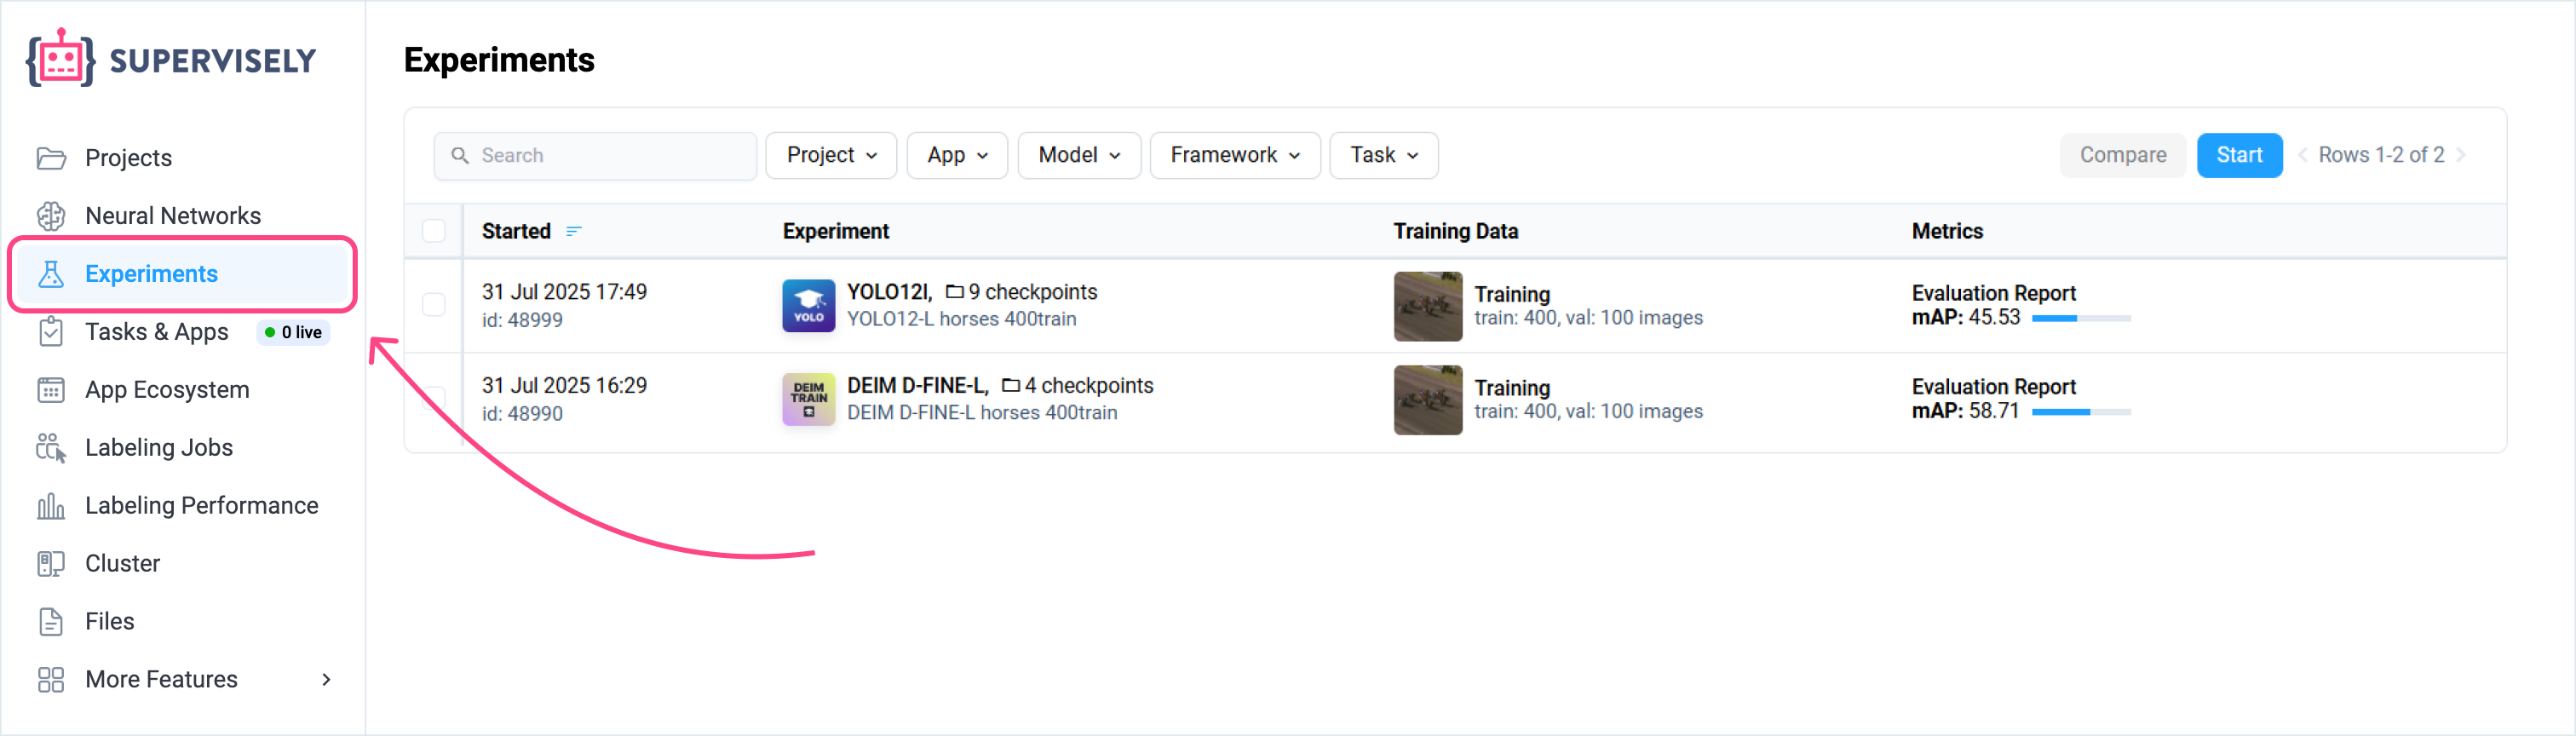 SUPERVISELY
Projects
Neural Networks
Experiments
Tasks & Apps 0 live
App Ecosystem
Labeling Jobs
Labeling Performance
Cluster
Files
More Features
Experiments
Search Project App Model Framework Task Compare Start Rows 1-2 of 2
Started Experiment Training Data Metrics
31 Jul 2025 17:49
id: 48999
YOLO
YOLO12l, 9 checkpoints
YOLO12-L horses 400train
Training
train: 400, val: 100 images
Evaluation Report
mAP: 45.53
31 Jul 2025 16:29
id: 48990
DEIM
TRAIN
DEIM D-FINE-L, 4 checkpoints
DEIM D-FINE-L horses 400train
Training
train: 400, val: 100 images
Evaluation Report
mAP: 58.71